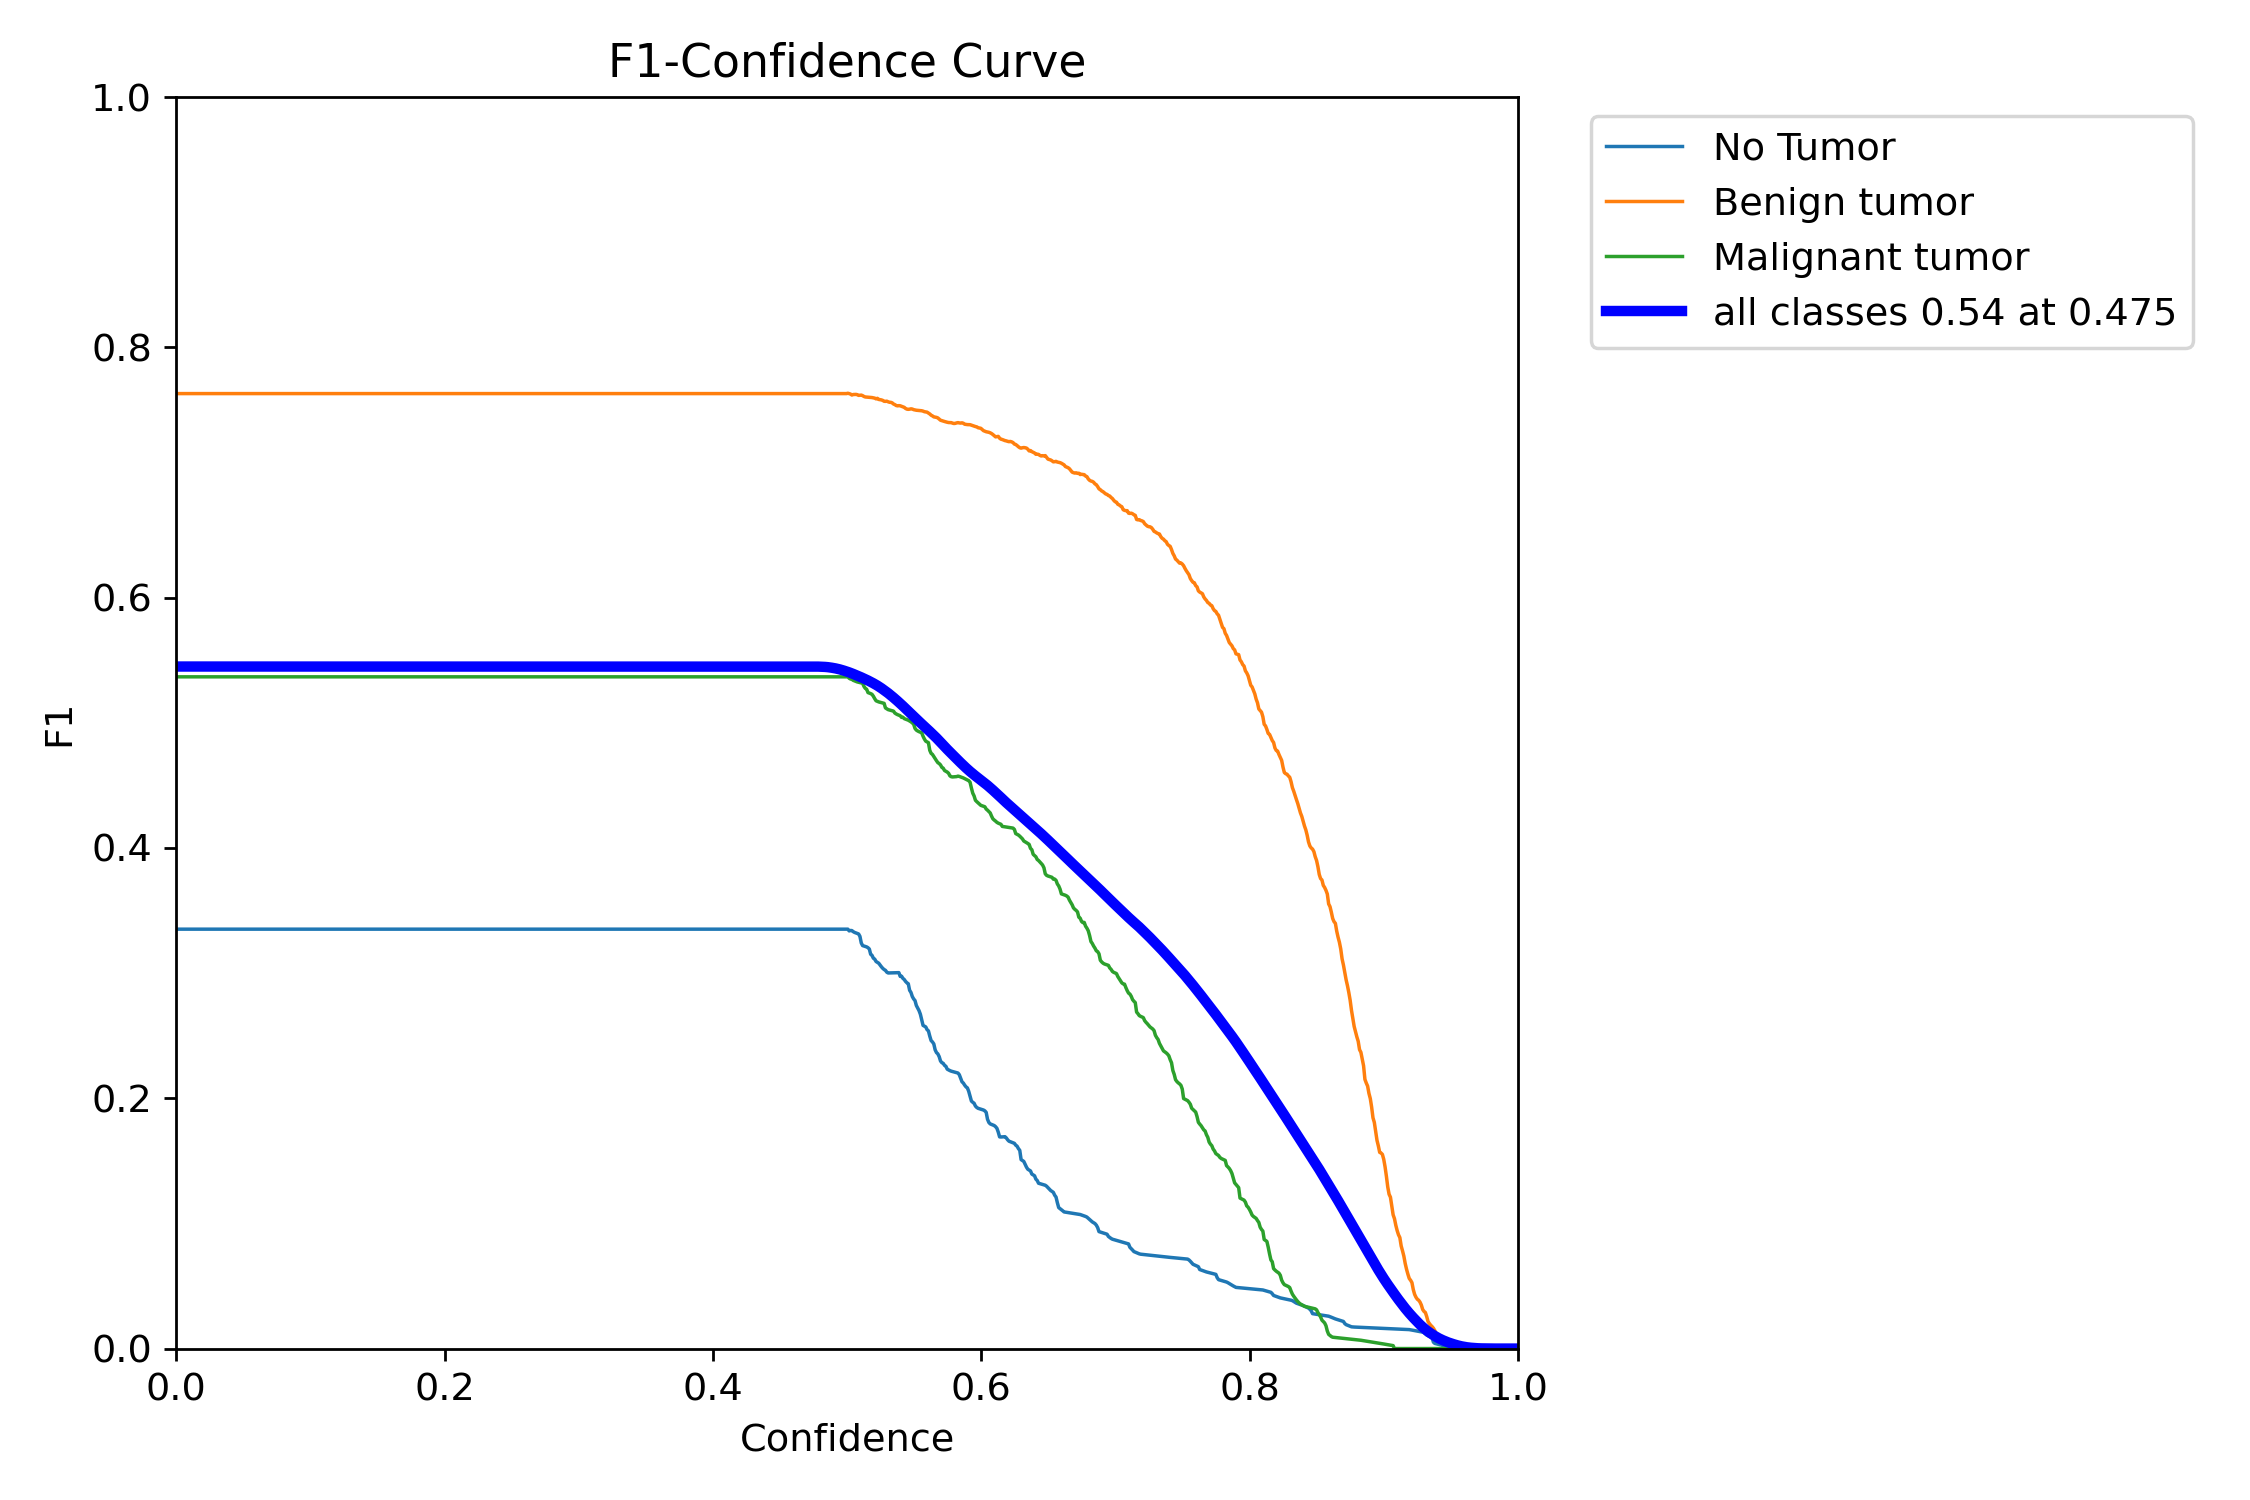 F1-Confidence Curve
1.0
0.8
0.6
0.4
0.2
0.0
F1
0.0 0.2 0.4 0.6 0.8 1.0
Confidence
No Tumor
Benign tumor
Malignant tumor
all classes 0.54 at 0.475